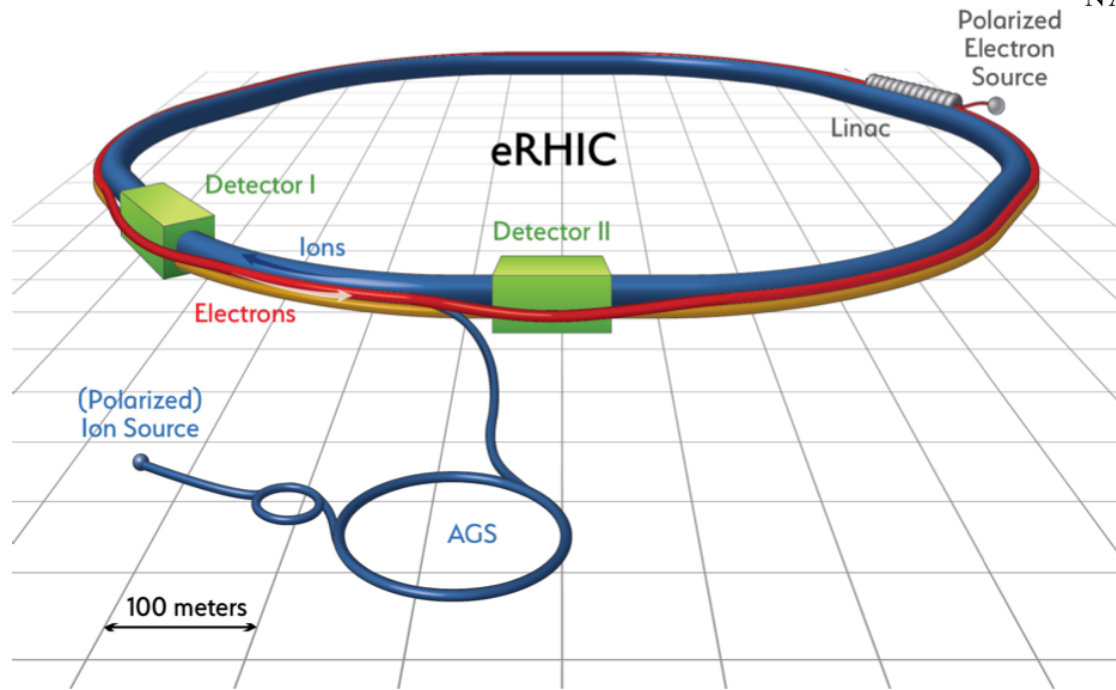 Polarized
Electron
Source
Linac
eRHIC
Detector I
Detector II
Ions
Electrons
(Polarized)
Ion Source
AGS
100 meters